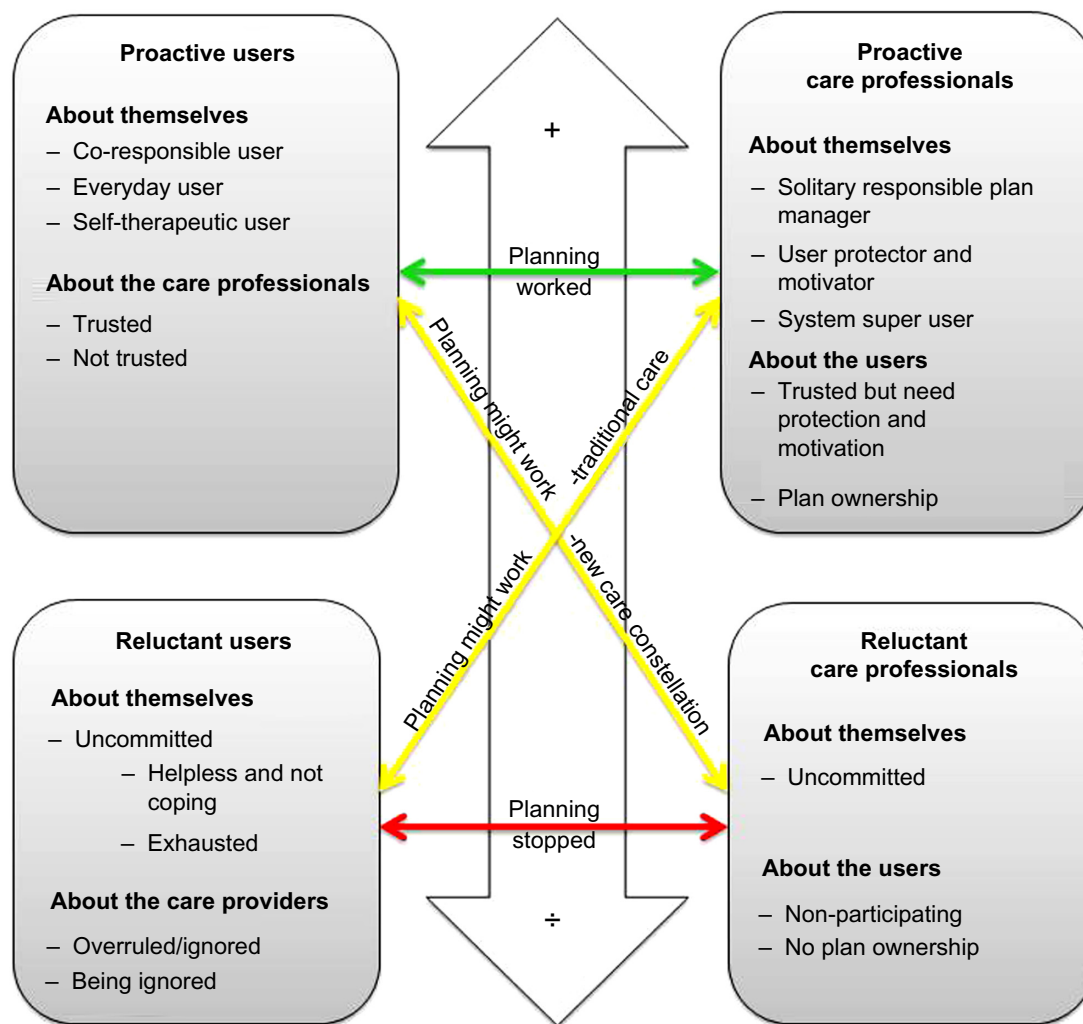 Proactive users
About themselves
– Co-responsible user
– Everyday user
– Self-therapeutic user
About the care professionals
– Trusted
– Not trusted
+
Planning
worked
Planning might work
-new care constellation
Planning might work
-traditional care
Planning
stopped
÷
Proactive
care professionals
About themselves
– Solitary responsible plan
manager
– User protector and
motivator
– System super user
About the users
– Trusted but need
protection and
motivation
– Plan ownership
Reluctant users
About themselves
– Uncommitted
– Helpless and not
coping
– Exhausted
About the care providers
– Overruled/ignored
– Being ignored
Reluctant
care professionals
About themselves
– Uncommitted
About the users
– Non-participating
– No plan ownership